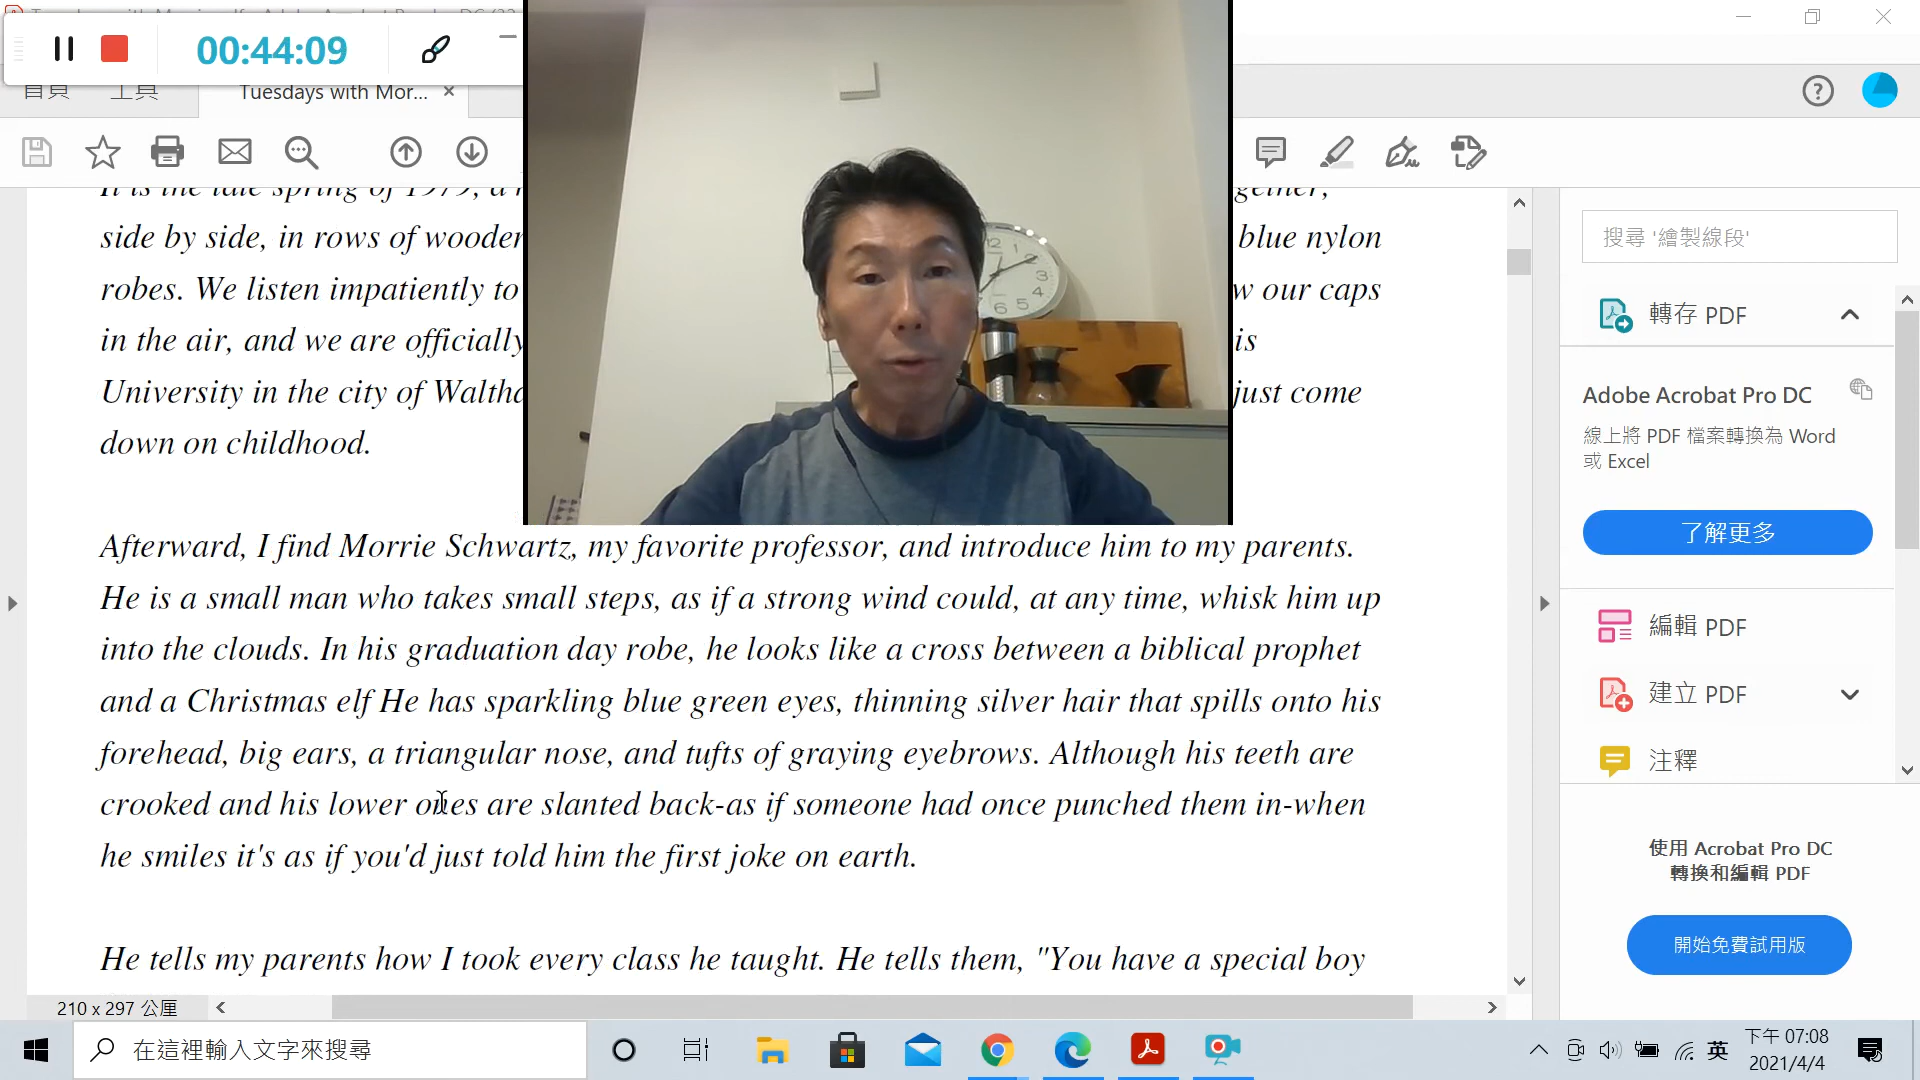 00:44:09
首頁 工具 Tuesdays with Mor...
side by side, in rows of wooden blue nylon
robes. We listen impatiently to our caps
in the air, and we are officially is
University in the city of just come
down on childhood.
Afterward, I find Morrie Schwartz, my favorite professor, and introduce him to my parents.
He is a small man who takes small steps, as if a strong wind could, at any time, whisk him up
into the clouds. In his graduation day robe, he looks like a cross between a biblical prophet
and a Christmas elf He has sparkling blue green eyes, thinning silver hair that spills onto his
forehead, big ears, a triangular nose, and tufts of graying eyebrows. Although his teeth are
crooked and his lower ones are slanted back-as if someone had once punched them in-when
he smiles it's as if you'd just told him the first joke on earth.
He tells my parents how I took every class he taught. He tells them, "You have a special boy
210 x 297 公厘
搜尋 '繪製線段'
轉存 PDF
Adobe Acrobat Pro DC
線上將 PDF 檔案轉換為 Word
或 Excel
了解更多
編輯 PDF
建立 PDF
注釋
使用 Acrobat Pro DC
轉換和編輯 PDF
開始免費試用版
12 1 2 3 4 5 6
在這裡輸入文字來搜尋
英
下午 07:08
2021/4/4